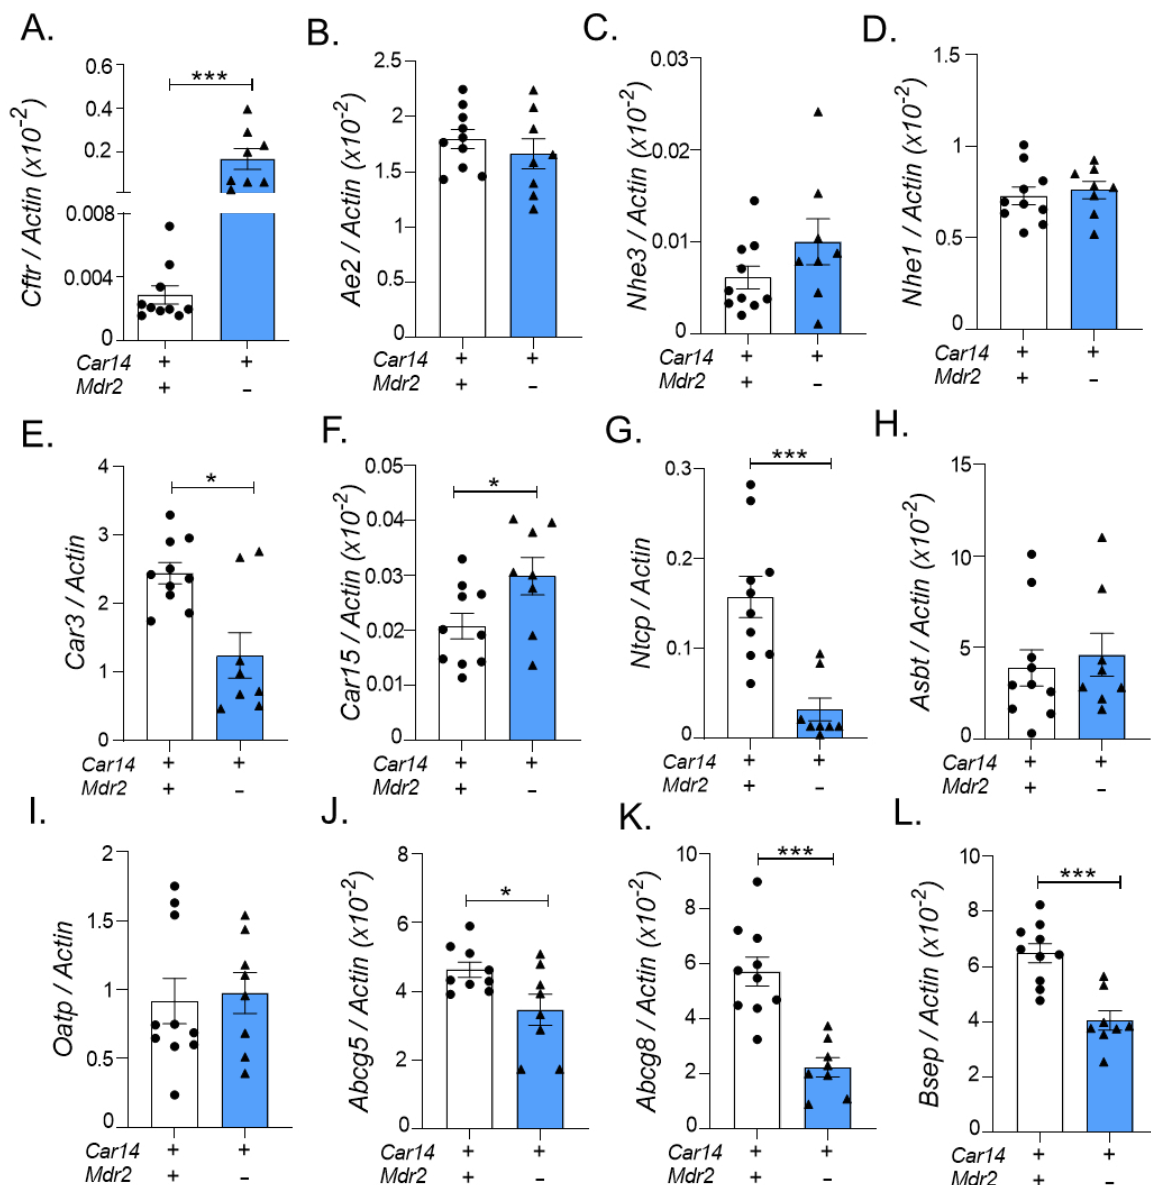 A.
Cftr / Actin (x10⁻²)
0.6
0.4
0.2
0.008
0.004
0
***
Car14 + +
Mdr2 + –
B.
Ae2 / Actin (x10⁻²)
2.5
2
1.5
1
0.5
0
Car14 + +
Mdr2 + –
C.
Nhe3 / Actin (x10⁻²)
0.03
0.02
0.01
0
Car14 + +
Mdr2 + –
D.
Nhe1 / Actin (x10⁻²)
1.5
1
0.5
0
Car14 + +
Mdr2 + –
E.
Car3 / Actin
4
3
2
1
0
*
Car14 + +
Mdr2 + –
F.
Car15 / Actin (x10⁻²)
0.05
0.04
0.03
0.02
0.01
0
*
Car14 + +
Mdr2 + –
G.
Ntcp / Actin
0.3
0.2
0.1
0
***
Car14 + +
Mdr2 + –
H.
Asbt / Actin (x10⁻²)
15
10
5
0
Car14 + +
Mdr2 + –
I.
Oatp / Actin
2
1.5
1
0.5
0
Car14 + +
Mdr2 + –
J.
Abcg5 / Actin (x10⁻²)
8
6
4
2
0
*
Car14 + +
Mdr2 + –
K.
Abcg8 / Actin (x10⁻²)
10
8
6
4
2
0
***
Car14 + +
Mdr2 + –
L.
Bsep / Actin (x10⁻²)
10
8
6
4
2
0
***
Car14 + +
Mdr2 + –